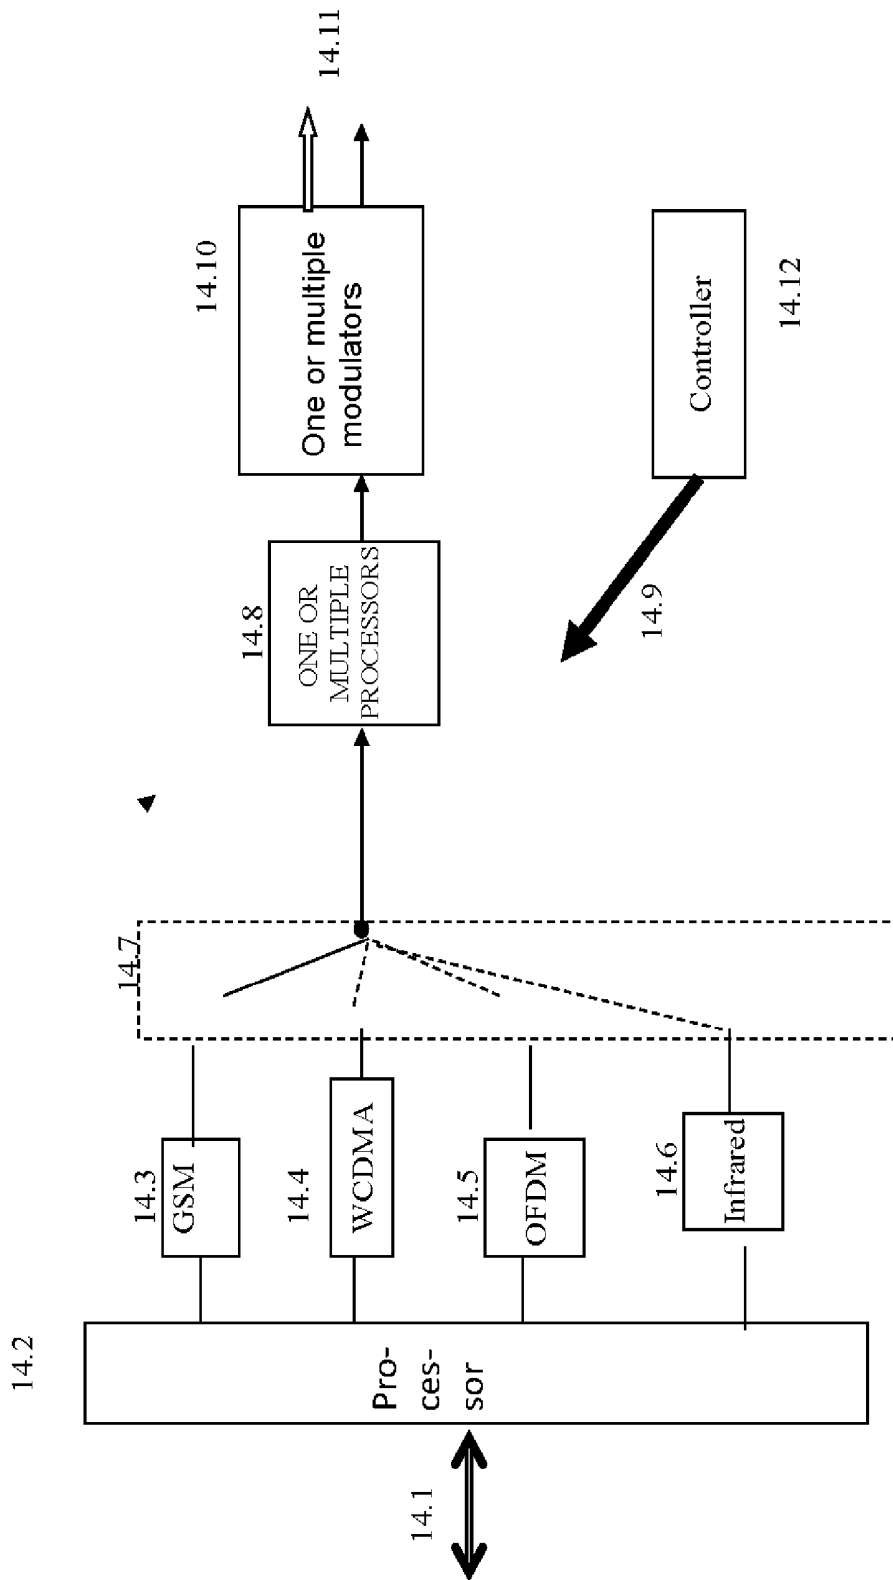 14.1
14.2
Pro-
ces-
sor
14.3
GSM
14.4
WCDMA
14.5
OFDM
14.6
Infrared
14.7
14.8
ONE OR
MULTIPLE
PROCESSORS
14.9
14.10
One or multiple
modulators
14.11
Controller
14.12